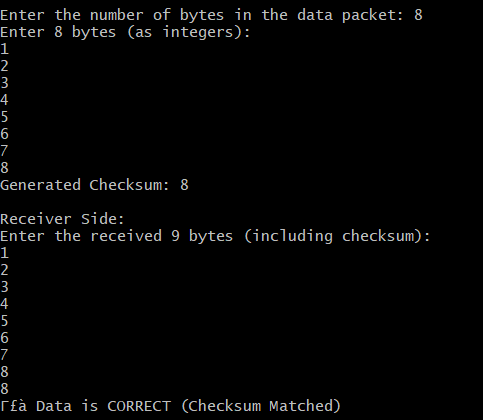 Enter the number of bytes in the data packet: 8
Enter 8 bytes (as integers):
1
2
3
4
5
6
7
8
Generated Checksum: 8

Receiver Side:
Enter the received 9 bytes (including checksum):
1
2
3
4
5
6
7
8
8
Γ£à Data is CORRECT (Checksum Matched)